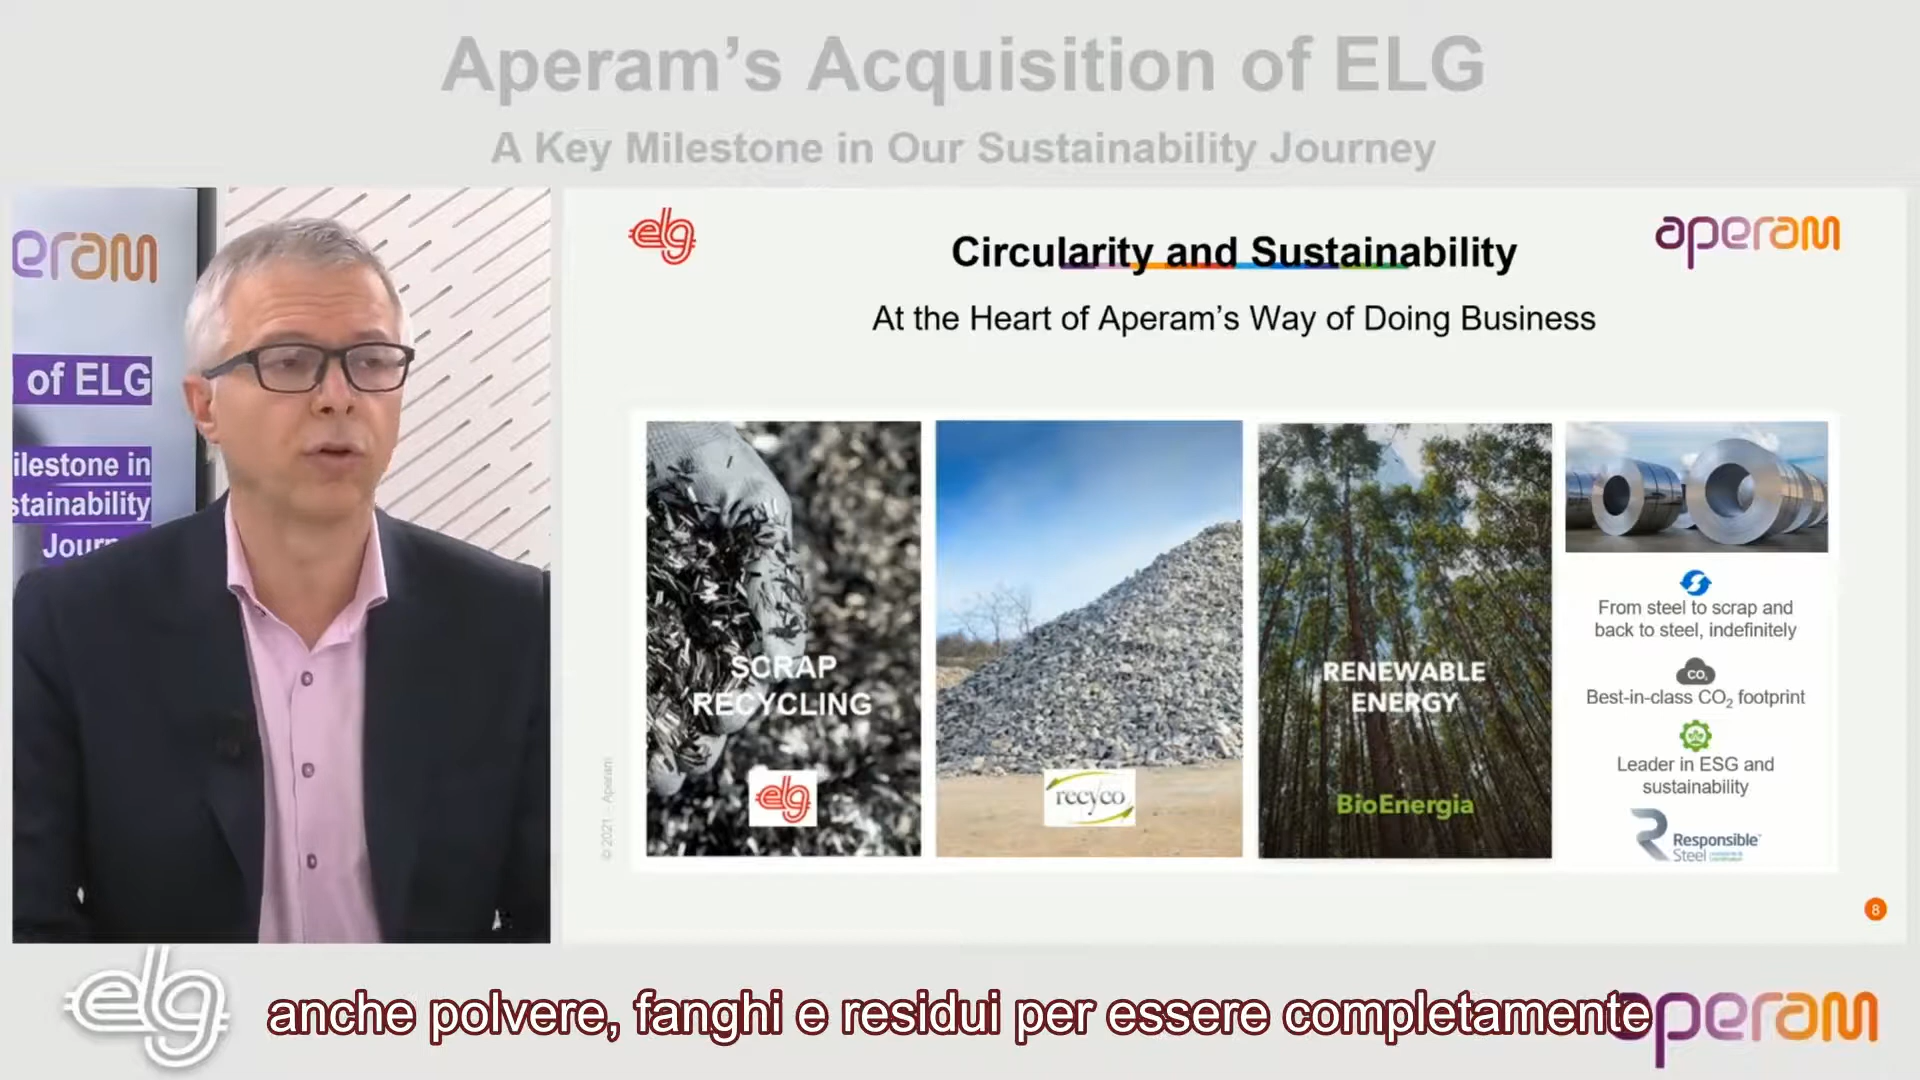 Aperam's Acquisition of ELG
A Key Milestone in Our Sustainability Journey
peram
of ELG
ilestone in
stainability
Journ
elg
Circularity and Sustainability
aperam
At the Heart of Aperam's Way of Doing Business
SCRAP
RECYCLING
elg
recyco
RENEWABLE
ENERGY
BioEnergia
From steel to scrap and
back to steel, indefinitely
CO₂
Best-in-class CO₂ footprint
Leader in ESG and
sustainability
Responsible™
Steel
© 2021 - Aperam
8
elg
anche polvere, fanghi e residui per essere completamente
aperam